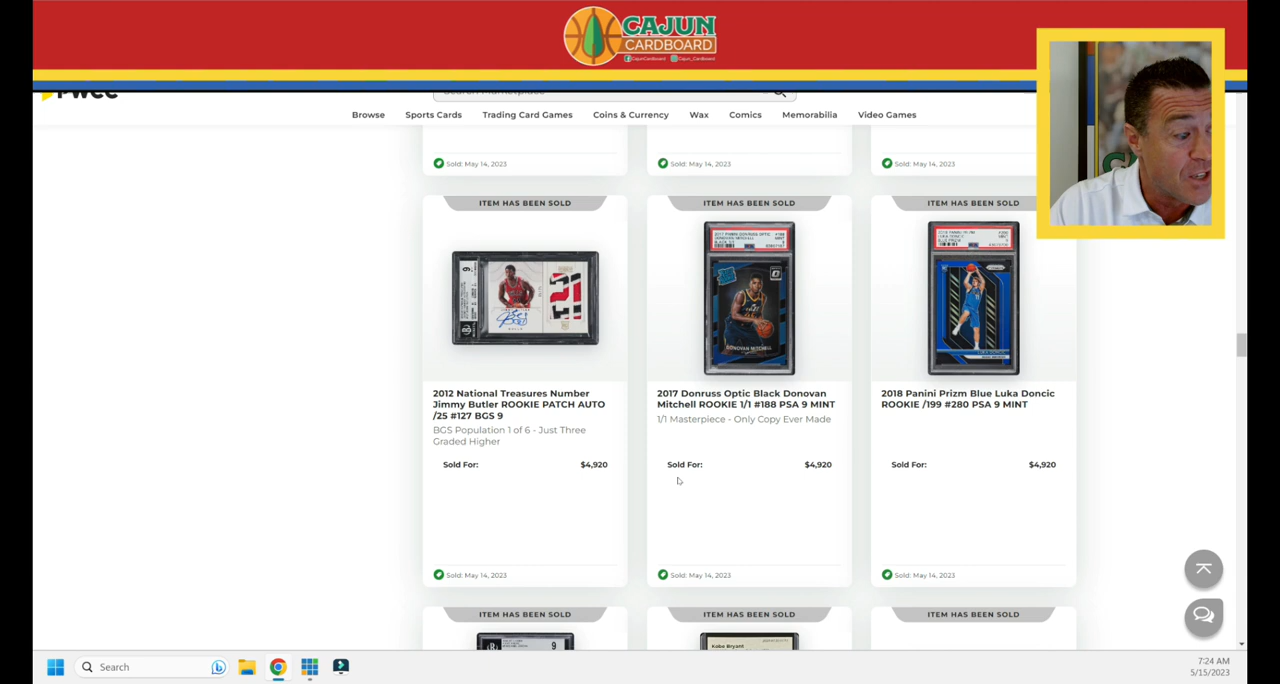 CAJUN
CARDBOARD
CajunCardboard Cajun_Cardboard
Browse Sports Cards Trading Card Games Coins & Currency Wax Comics Memorabilia Video Games
Sold: May 14, 2023 Sold: May 14, 2023 Sold: May 14, 2023
ITEM HAS BEEN SOLD ITEM HAS BEEN SOLD ITEM HAS BEEN SOLD
2012 National Treasures Number
Jimmy Butler ROOKIE PATCH AUTO
/25 #127 BGS 9
BGS Population 1 of 6 - Just Three
Graded Higher
Sold For: $4,920
Sold: May 14, 2023
DONOVAN MITCHELL
2017 Donruss Optic Black Donovan
Mitchell ROOKIE 1/1 #188 PSA 9 MINT
1/1 Masterpiece - Only Copy Ever Made
Sold For: $4,920
Sold: May 14, 2023
2018 Panini Prizm Blue Luka Doncic
ROOKIE /199 #280 PSA 9 MINT
Sold For: $4,920
Sold: May 14, 2023
ITEM HAS BEEN SOLD ITEM HAS BEEN SOLD ITEM HAS BEEN SOLD
9
Kobe Bryant
Search
7:24 AM
5/15/2023